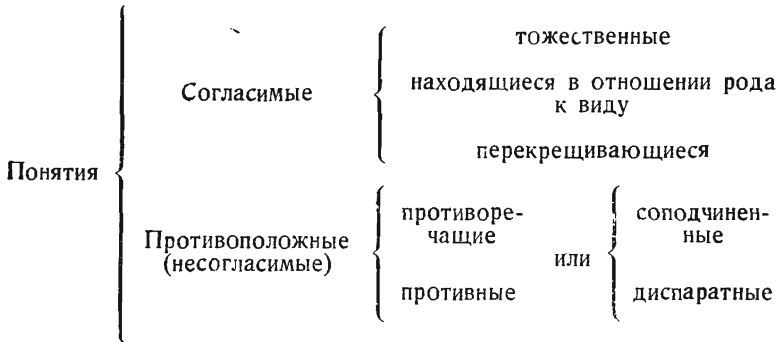 Понятия
Согласимые
тожественные
находящиеся в отношении рода
к виду
перекрещивающиеся
Противоположные
(несогласимые)
противоре-
чащие
противные
или
соподчинен-
ные
диспаратные